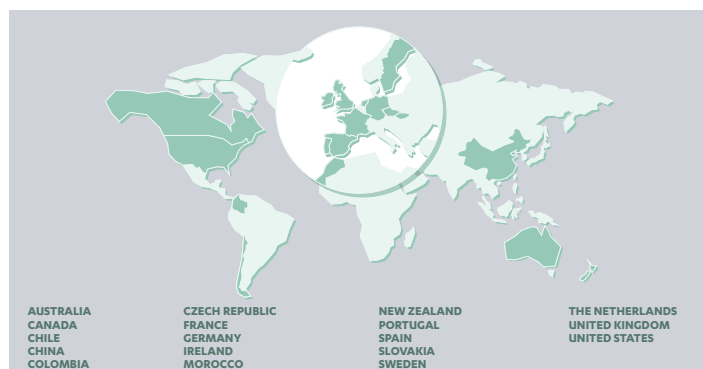 AUSTRALIA
CANADA
CHILE
CHINA
COLOMBIA
CZECH REPUBLIC
FRANCE
GERMANY
IRELAND
MOROCCO
NEW ZEALAND
PORTUGAL
SPAIN
SLOVAKIA
SWEDEN
THE NETHERLANDS
UNITED KINGDOM
UNITED STATES